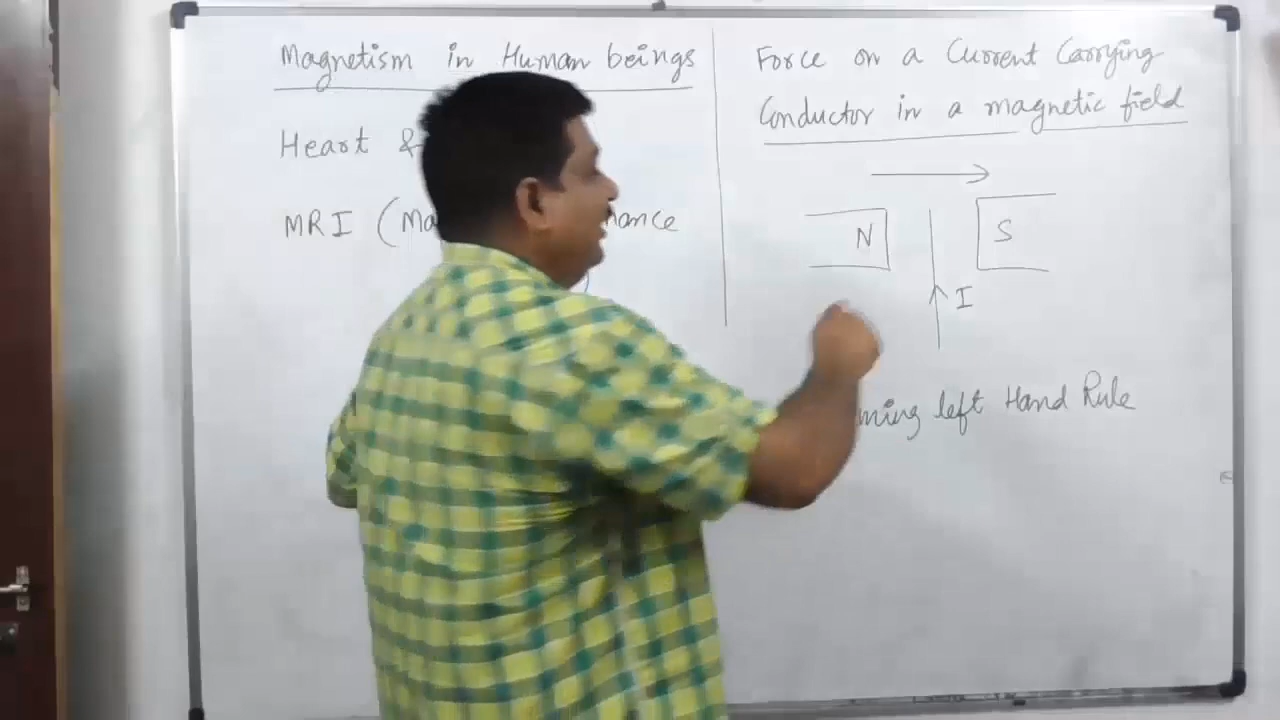 Magnetism in Human beings
Heart &
MRI (Ma
Force on a Current Carrying
Conductor in a magnetic field
N
S
I
ming left Hand Rule